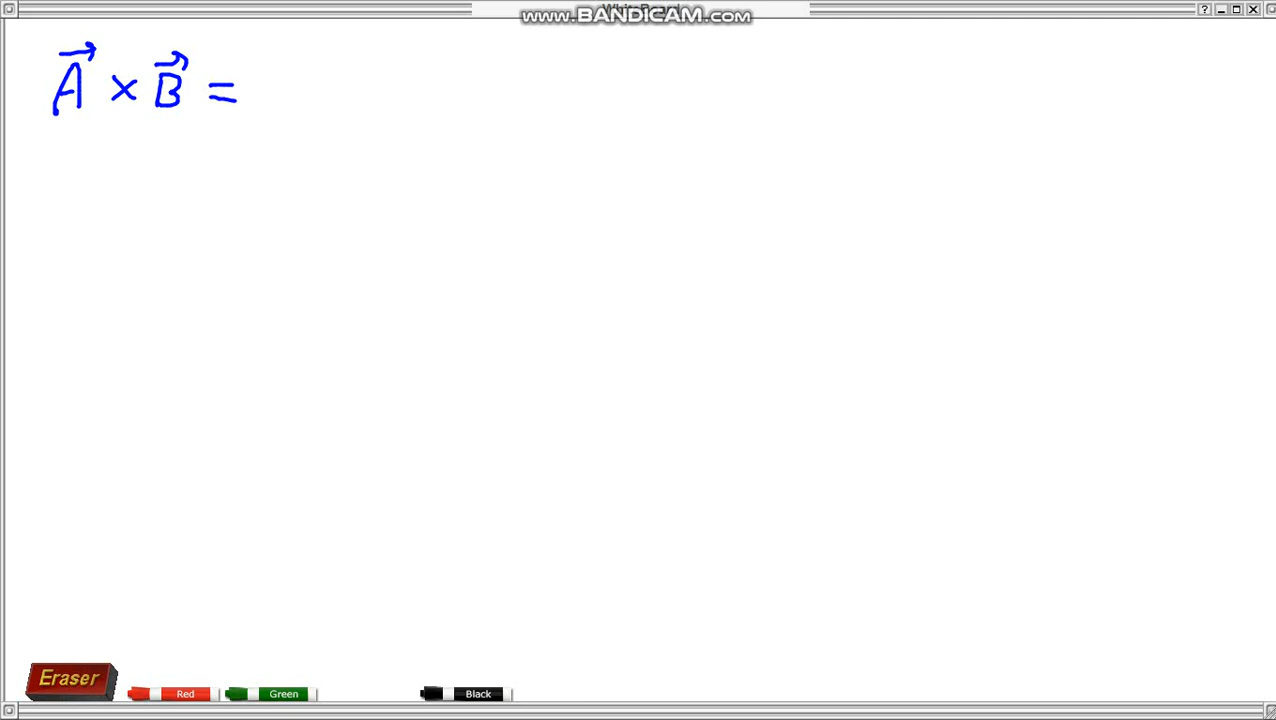 www.BANDICAM.com
A⃗ × B⃗ =
Eraser
Red
Green
Black